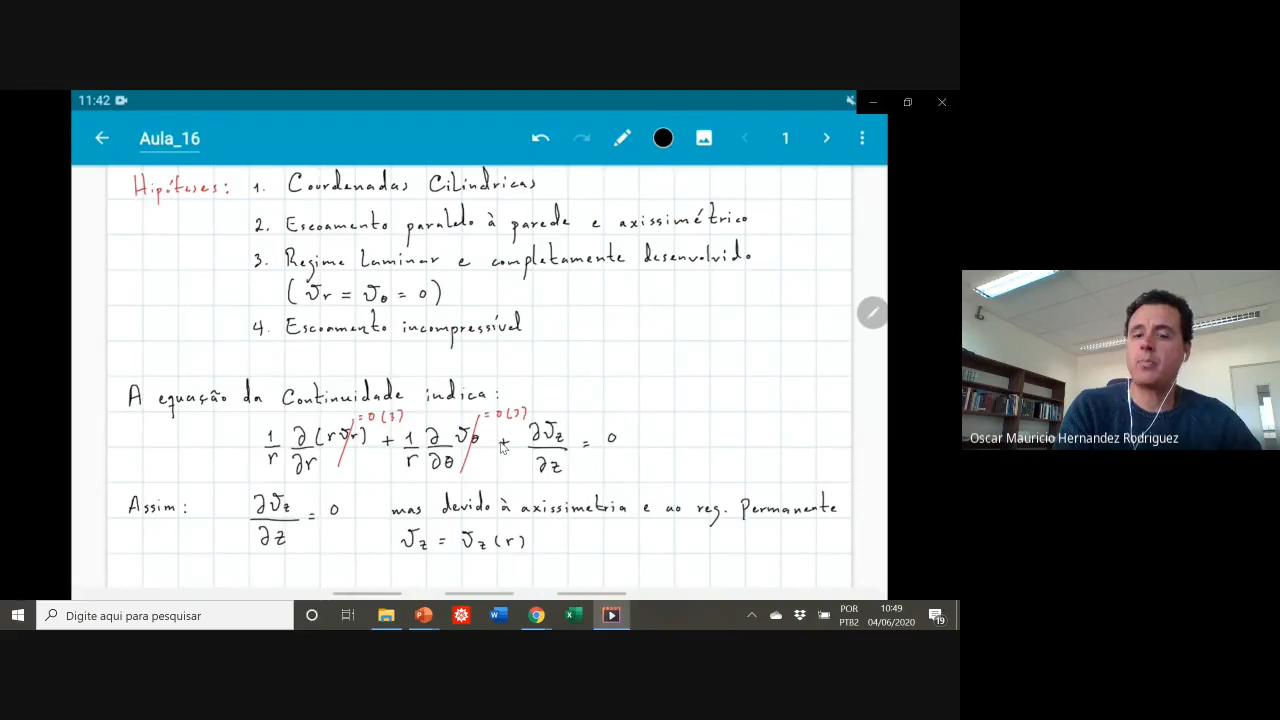 11:42
Aula_16
1
Hipóteses: 1. Coordenadas Cilíndricas
2. Escoamento paralelo à parede e axissimétrico
3. Regime Laminar e completamente desenvolvido
(vr = vθ = 0)
4. Escoamento incompressível
A equação da Continuidade indica:
= 0 (3) = 0 (3)
1/r ∂/∂r (r vr) + 1/r ∂/∂θ vθ + ∂vz/∂z = 0
Assim: ∂vz/∂z = 0 mas devido à axissimetria e ao reg. Permanente
vz = vz (r)
Oscar Mauricio Hernandez Rodriguez
Digite aqui para pesquisar
POR
PTB2
10:49
04/06/2020
19